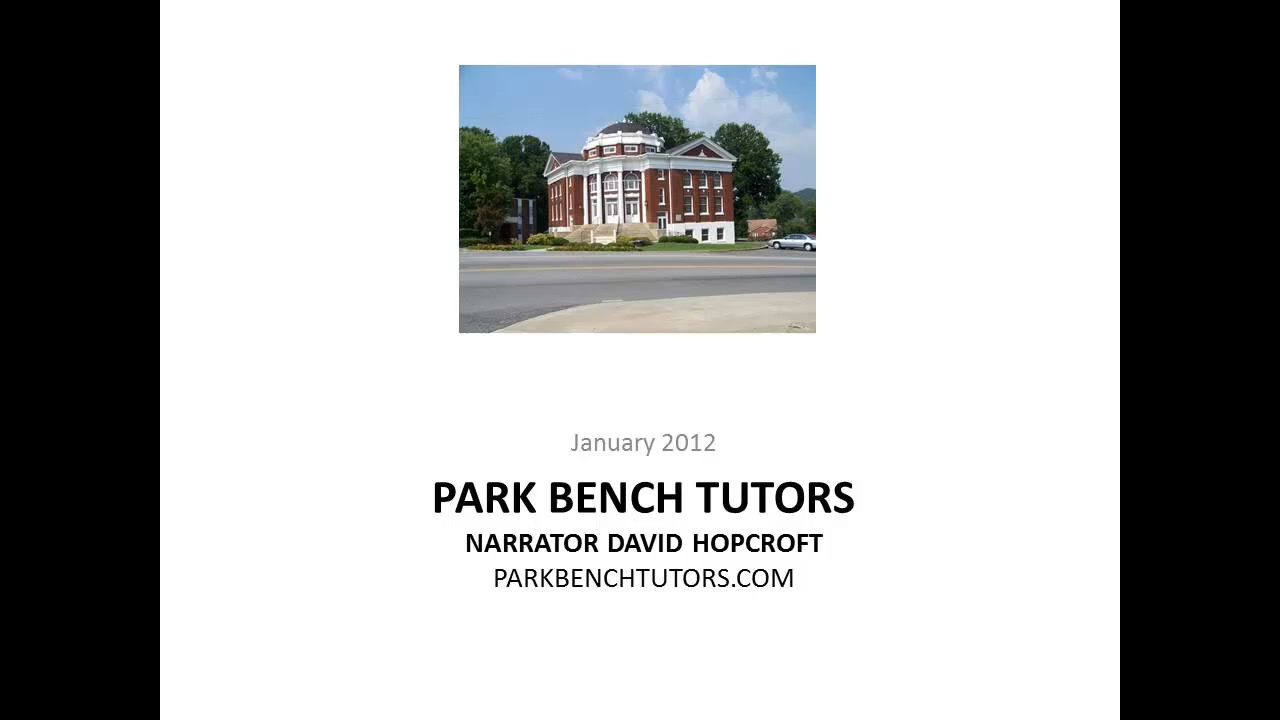 January 2012
PARK BENCH TUTORS
NARRATOR DAVID HOPCROFT
PARKBENCHTUTORS.COM